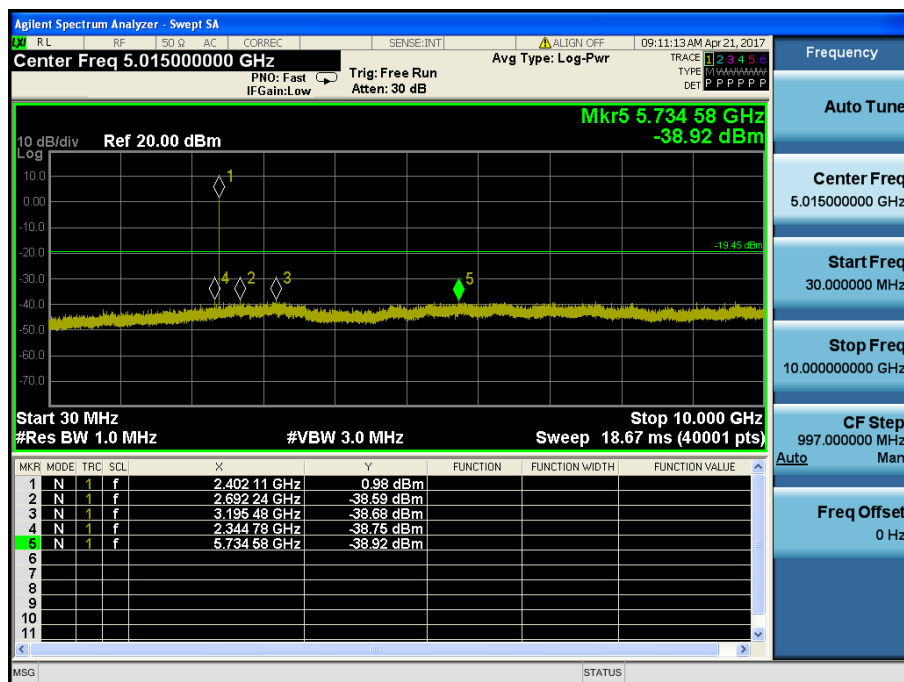 Agilent Spectrum Analyzer - Swept SA
LXI RL RF 50 Ω AC CORREC SENSE:INT ALIGN OFF 09:11:13 AM Apr 21, 2017
Center Freq 5.015000000 GHz
PNO: Fast
IFGain:Low
Trig: Free Run
Atten: 30 dB
Avg Type: Log-Pwr
TRACE 1 2 3 4 5 6
TYPE M WWWWW
DET P P P P P P
Mkr5 5.734 58 GHz
-38.92 dBm
10 dB/div Ref 20.00 dBm
Log
10.0
0.00
-10.0
-20.0
-30.0
-40.0
-50.0
-60.0
-70.0
1
4 2 3
5
-19.45 dBm
Start 30 MHz Stop 10.000 GHz
#Res BW 1.0 MHz #VBW 3.0 MHz Sweep 18.67 ms (40001 pts)
MKR MODE TRC SCL X Y FUNCTION FUNCTION WIDTH FUNCTION VALUE
1 N 1 f 2.402 11 GHz 0.98 dBm
2 N 1 f 2.692 24 GHz -38.59 dBm
3 N 1 f 3.195 48 GHz -38.68 dBm
4 N 1 f 2.344 78 GHz -38.75 dBm
5 N 1 f 5.734 58 GHz -38.92 dBm
6
7
8
9
10
11
MSG STATUS
Frequency
Auto Tune
Center Freq
5.015000000 GHz
Start Freq
30.000000 MHz
Stop Freq
10.000000000 GHz
CF Step
997.000000 MHz
Auto Man
Freq Offset
0 Hz